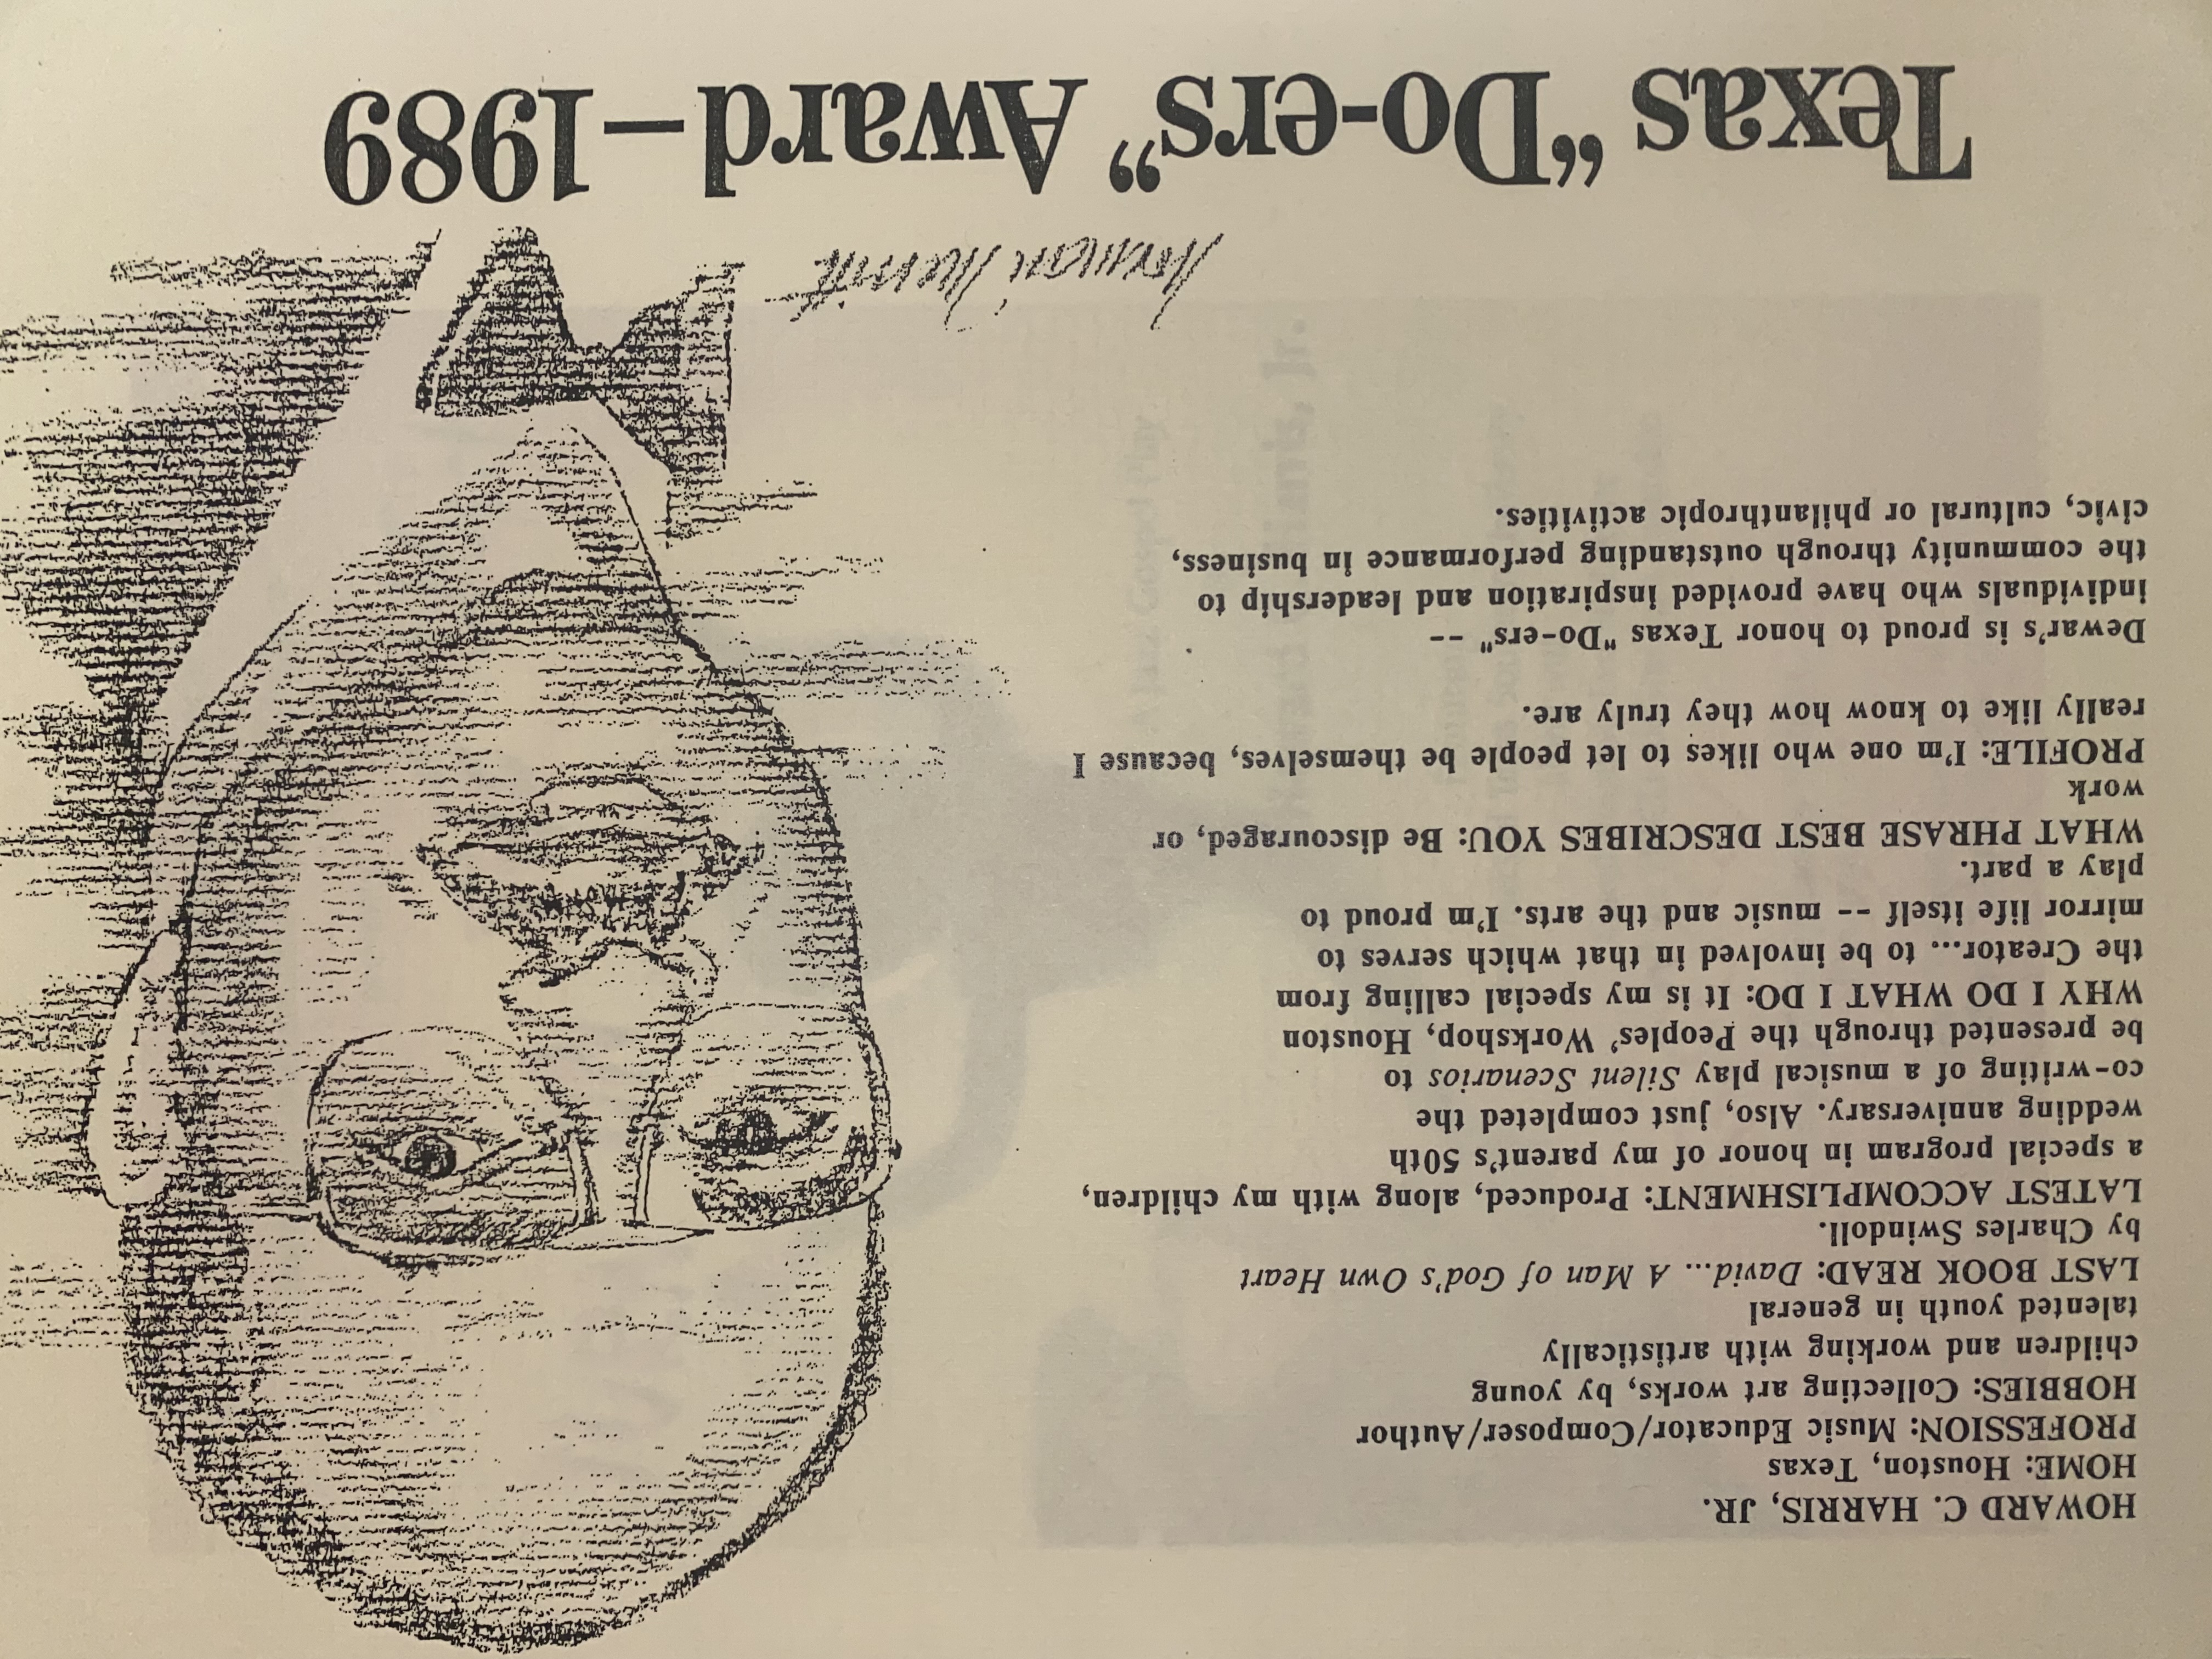 HOWARD C. HARRIS, JR.
HOME: Houston, Texas
PROFESSION: Music Educator/Composer/Author
HOBBIES: Collecting art works, by young
children and working with artistically
talented youth in general
LAST BOOK READ: David... A Man of God's Own Heart
by Charles Swindoll.
LATEST ACCOMPLISHMENT: Produced, along with my children,
a special program in honor of my parent's 50th
wedding anniversary. Also, just completed the
co-writing of a musical play Silent Scenarios to
be presented through the Peoples' Workshop, Houston
WHY I DO WHAT I DO: It is my special calling from
the Creator... to be involved in that which serves to
mirror life itself -- music and the arts. I'm proud to
play a part.
WHAT PHRASE BEST DESCRIBES YOU: Be discouraged, or
work
PROFILE: I'm one who likes to let people be themselves, because I
really like to know how they truly are.
Dewar's is proud to honor Texas "Do-ers" --
individuals who have provided inspiration and leadership to
the community through outstanding performance in business,
civic, cultural or philanthropic activities.
Texas “Do-ers” Award–1989